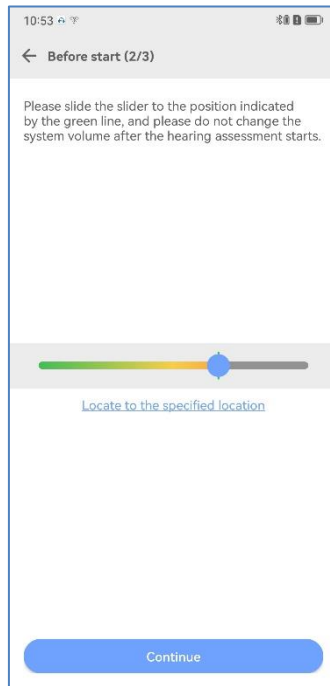 10:53
Before start (2/3)
Please slide the slider to the position indicated
by the green line, and please do not change the
system volume after the hearing assessment starts.
Locate to the specified location
Continue